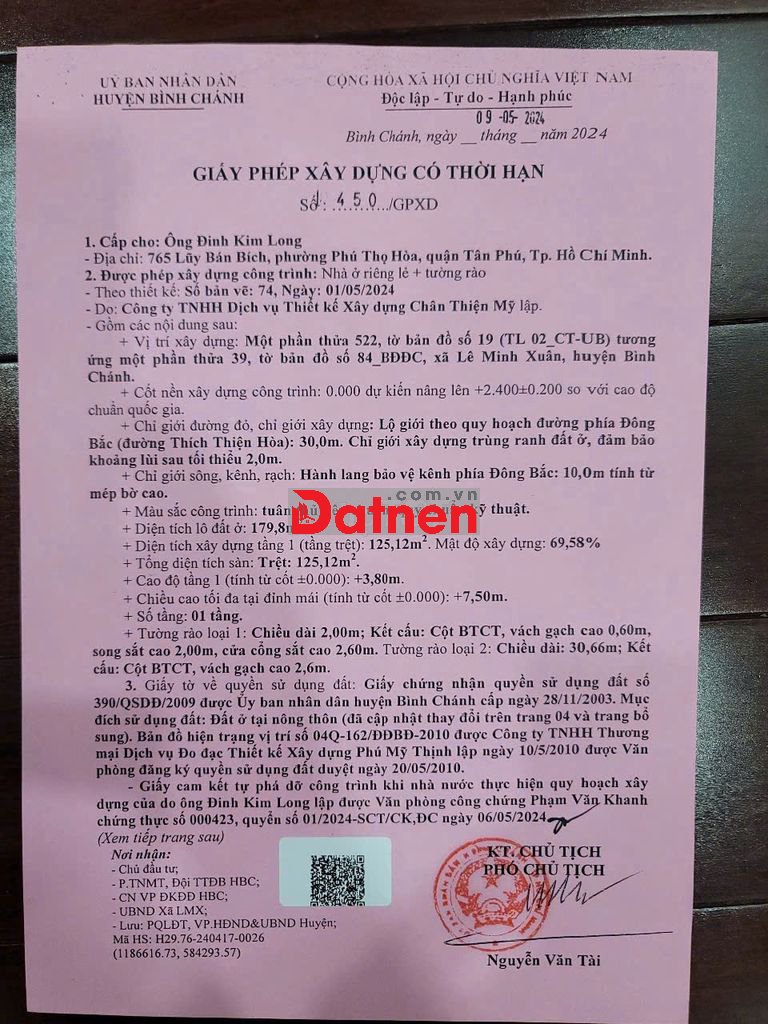 UỶ BAN NHÂN DÂN
HUYỆN BÌNH CHÁNH
CỘNG HÒA XÃ HỘI CHỦ NGHĨA VIỆT NAM
Độc lập - Tự do - Hạnh phúc
09 -05- 2024
Bình Chánh, ngày __ tháng __ năm 2024
GIẤY PHÉP XÂY DỰNG CÓ THỜI HẠN
Số: 1450/GPXD
1. Cấp cho: Ông Đinh Kim Long
- Địa chỉ: 765 Lũy Bán Bích, phường Phú Thọ Hòa, quận Tân Phú, Tp. Hồ Chí Minh.
2. Được phép xây dựng công trình: Nhà ở riêng lẻ + tường rào
- Theo thiết kế: Số bản vẽ: 74, Ngày: 01/05/2024
- Do: Công ty TNHH Dịch vụ Thiết kế Xây dựng Chân Thiện Mỹ lập.
- Gồm các nội dung sau:
+ Vị trí xây dựng: Một phần thửa 522, tờ bản đồ số 19 (TL 02_CT-UB) tương
ứng một phần thửa 39, tờ bản đồ số 84_BĐĐC, xã Lê Minh Xuân, huyện Bình
Chánh.
+ Cốt nền xây dựng công trình: 0.000 dự kiến nâng lên +2.400±0.200 so với cao độ
chuẩn quốc gia.
+ Chỉ giới đường đỏ, chỉ giới xây dựng: Lộ giới theo quy hoạch đường phía Đông
Bắc (đường Thích Thiện Hòa): 30,0m. Chỉ giới xây dựng trùng ranh đất ở, đảm bảo
khoảng lùi sau tối thiểu 2,0m.
+ Chỉ giới sông, kênh, rạch: Hành lang bảo vệ kênh phía Đông Bắc: 10,0m tính từ
mép bờ cao.
+ Màu sắc công trình: tuân kỹ thuật.
.com.vn
Datnen
+ Diện tích lô đất ở: 179,8m
+ Diện tích xây dựng tầng 1 (tầng trệt): 125,12m². Mật độ xây dựng: 69,58%
+ Tổng diện tích sàn: Trệt: 125,12m².
+ Cao độ tầng 1 (tính từ cốt ±0.000): +3,80m.
+ Chiều cao tối đa tại đỉnh mái (tính từ cốt ±0.000): +7,50m.
+ Số tầng: 01 tầng.
+ Tường rào loại 1: Chiều dài 2,00m; Kết cấu: Cột BTCT, vách gạch cao 0,60m,
song sắt cao 2,00m, cửa cổng sắt cao 2,60m. Tường rào loại 2: Chiều dài: 30,66m; Kết
cấu: Cột BTCT, vách gạch cao 2,6m.
3. Giấy tờ về quyền sử dụng đất: Giấy chứng nhận quyền sử dụng đất số
390/QSDĐ/2009 được Ủy ban nhân dân huyện Bình Chánh cấp ngày 28/11/2003. Mục
đích sử dụng đất: Đất ở tại nông thôn (đã cập nhật thay đổi trên trang 04 và trang bổ
sung). Bản đồ hiện trạng vị trí số 04Q-162/ĐĐBĐ-2010 được Công ty TNHH Thương
mại Dịch vụ Đo đạc Thiết kế Xây dựng Phú Mỹ Thịnh lập ngày 10/5/2010 được Văn
phòng đăng ký quyền sử dụng đất duyệt ngày 20/05/2010.
- Giấy cam kết tự phá dỡ công trình khi nhà nước thực hiện quy hoạch xây
dựng của do ông Đinh Kim Long lập được Văn phòng công chứng Phạm Văn Khanh
chứng thực số 000423, quyển số 01/2024-SCT/CK,ĐC ngày 06/05/2024
(Xem tiếp trang sau)
Nơi nhận:
- Chủ đầu tư;
- P.TNMT, Đội TTĐB HBC;
- CN VP ĐKĐĐ HBC;
- UBND Xã LMX;
- Lưu: PQLĐT, VP.HĐND&UBND Huyện;
Mã HS: H29.76-240417-0026
(1186616.73, 584293.57)
KT. CHỦ TỊCH
PHÓ CHỦ TỊCH
Nguyễn Văn Tài